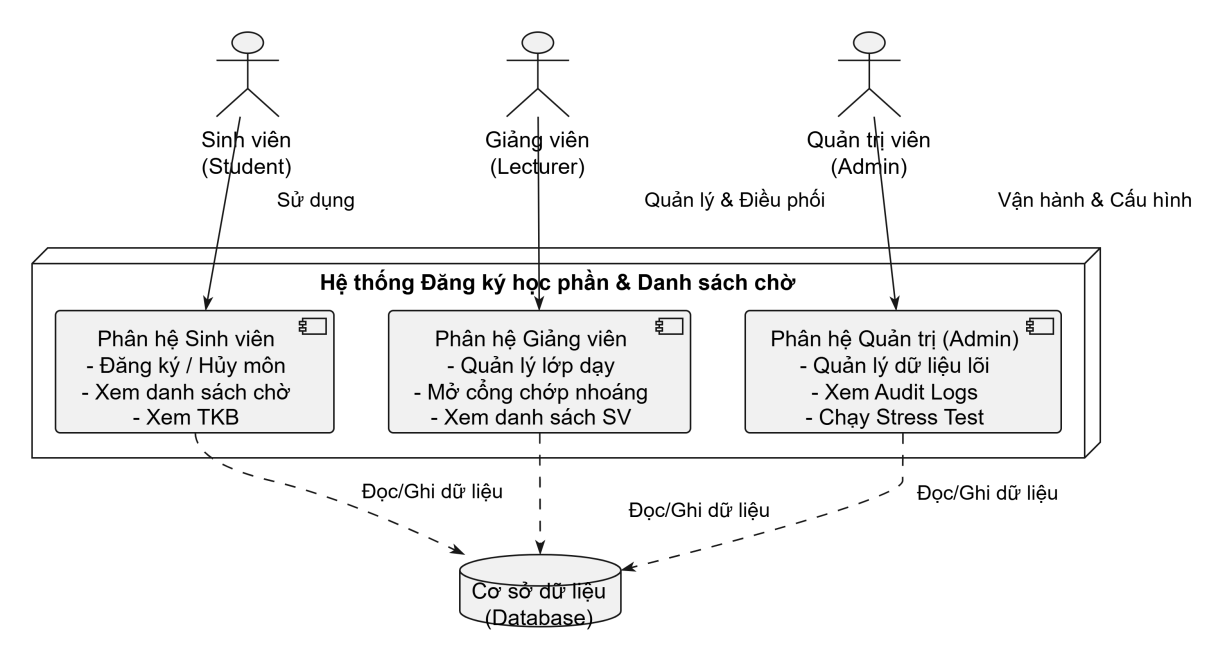 Sinh viên
(Student)
Giảng viên
(Lecturer)
Quản trị viên
(Admin)
Sử dụng
Quản lý & Điều phối
Vận hành & Cấu hình
Hệ thống Đăng ký học phần & Danh sách chờ
Phân hệ Sinh viên
- Đăng ký / Hủy môn
- Xem danh sách chờ
- Xem TKB
Phân hệ Giảng viên
- Quản lý lớp dạy
- Mở cổng chớp nhoáng
- Xem danh sách SV
Phân hệ Quản trị (Admin)
- Quản lý dữ liệu lõi
- Xem Audit Logs
- Chạy Stress Test
Đọc/Ghi dữ liệu
Đọc/Ghi dữ liệu
Đọc/Ghi dữ liệu
Cơ sở dữ liệu
(Database)